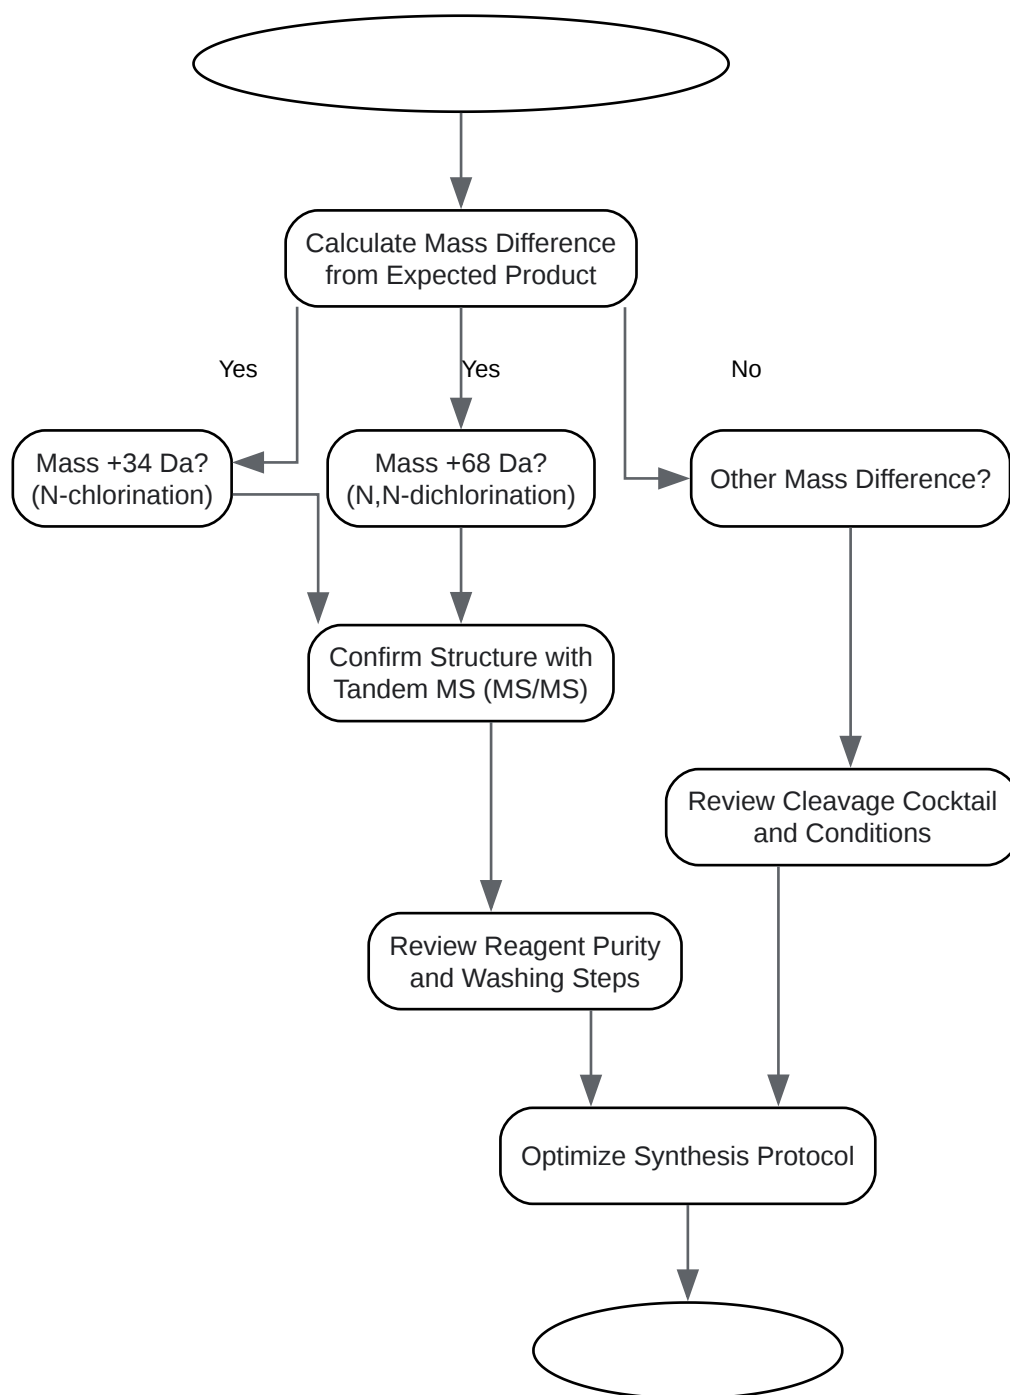 Calculate Mass Difference
from Expected Product
Yes
Yes
No
Mass +34 Da?
(N-chlorination)
Mass +68 Da?
(N,N-dichlorination)
Other Mass Difference?
Confirm Structure with
Tandem MS (MS/MS)
Review Cleavage Cocktail
and Conditions
Review Reagent Purity
and Washing Steps
Optimize Synthesis Protocol